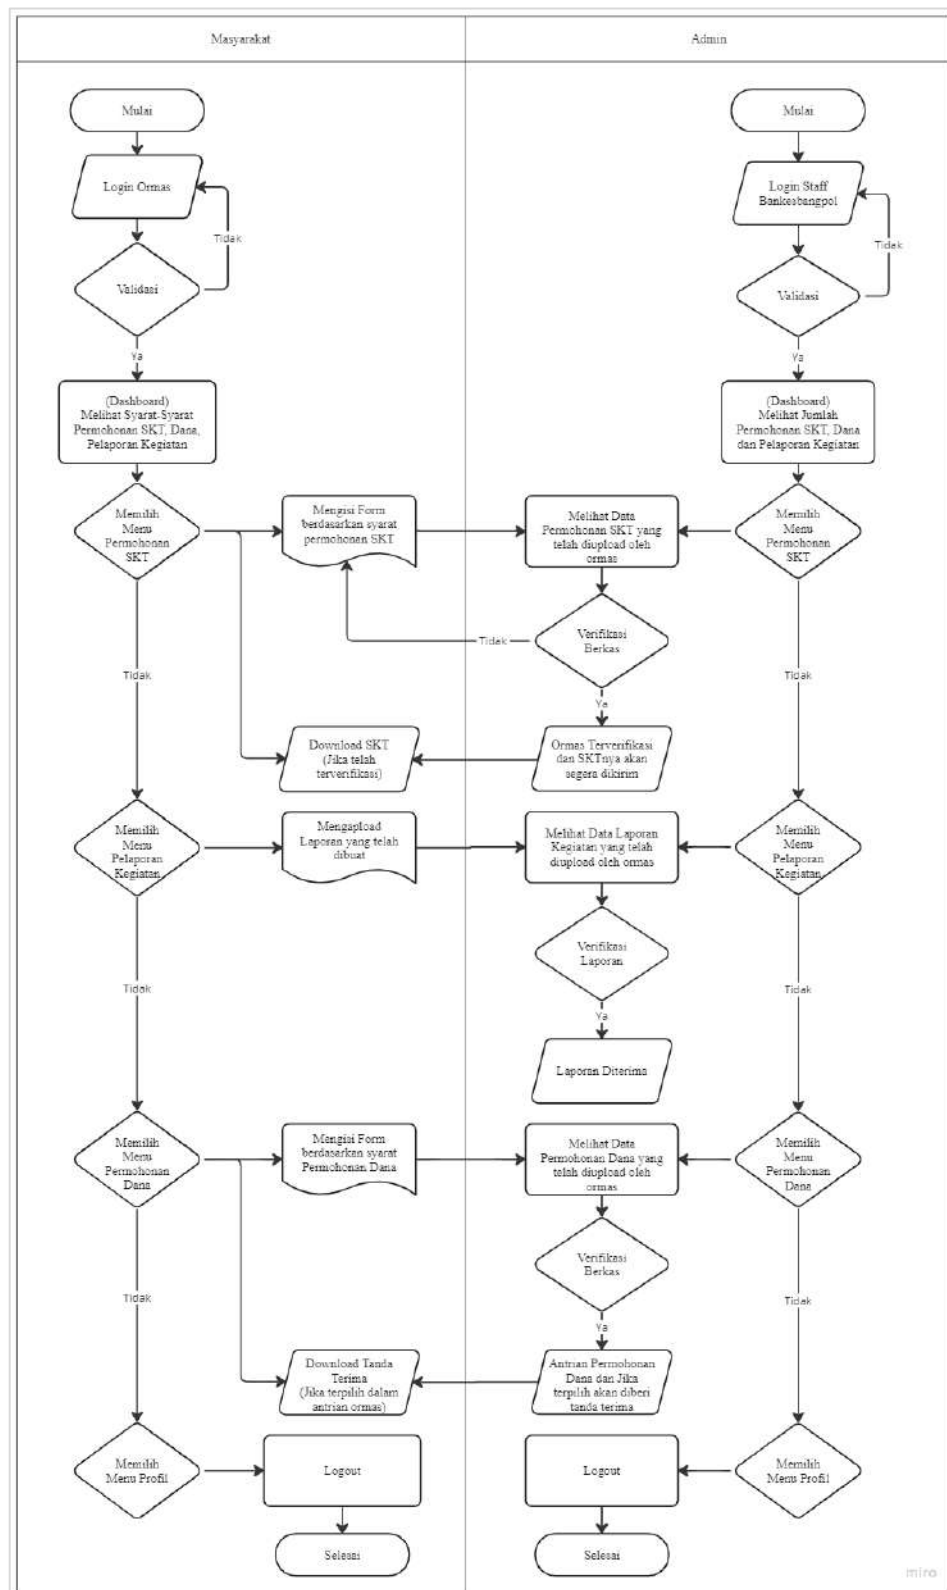 Masyarakat
Admin
Mulai
Mulai
Login Ormas
Login Staff
Bankesbangpol
Tidak
Tidak
Validasi
Validasi
Ya
Ya
(Dashboard)
Melihat Syarat-Syarat
Permohonan SKT, Dana,
Pelaporan Kegiatan
(Dashboard)
Melihat Jumlah
Permohonan SKT, Dana
dan Pelaporan Kegiatan
Memilih
Menu
Permohonan
SKT
Mengisi Form
berdasarkan syarat
permohonan SKT
Melihat Data
Permohonan SKT yang
telah diupload oleh
ormas
Memilih
Menu
Permohonan
SKT
Tidak
Verifikasi
Berkas
Tidak
Tidak
Ya
Download SKT
(Jika telah
terverifikasi)
Ormas Terverifikasi
dan SKTnya akan
segera dikirim
Memilih
Menu
Pelaporan
Kegiatan
Mengapload
Laporan yang telah
dibuat
Melihat Data Laporan
Kegiatan yang telah
diupload oleh ormas
Memilih
Menu
Pelaporan
Kegiatan
Verifikasi
Laporan
Tidak
Tidak
Ya
Laporan Diterima
Memilih
Menu
Permohonan
Dana
Mengisi Form
berdasarkan syarat
Permohonan Dana
Melihat Data
Permohonan Dana yang
telah diupload oleh
ormas
Memilih
Menu
Permohonan
Dana
Verifikasi
Berkas
Tidak
Tidak
Ya
Download Tanda
Terima
(Jika terpilih dalam
antrian ormas)
Antrian Permohonan
Dana dan Jika
terpilih akan diberi
tanda terima
Memilih
Menu Profil
Logout
Logout
Memilih
Menu Profil
Selesai
Selesai
miro